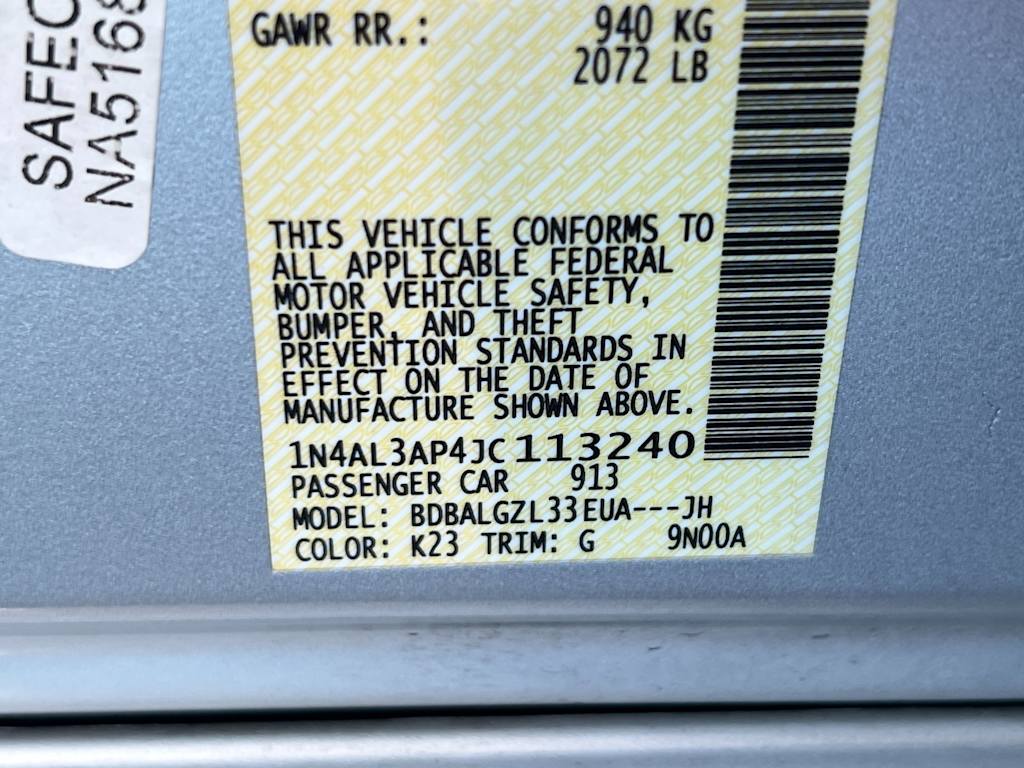 SAFEC
NA5168
GAWR RR.: 940 KG
2072 LB
THIS VEHICLE CONFORMS TO
ALL APPLICABLE FEDERAL
MOTOR VEHICLE SAFETY,
BUMPER, AND THEFT
PREVENTION STANDARDS IN
EFFECT ON THE DATE OF
MANUFACTURE SHOWN ABOVE.
1N4AL3AP4JC113240
PASSENGER CAR 913
MODEL: BDBALGZL33EUA---JH
COLOR: K23 TRIM: G 9N00A